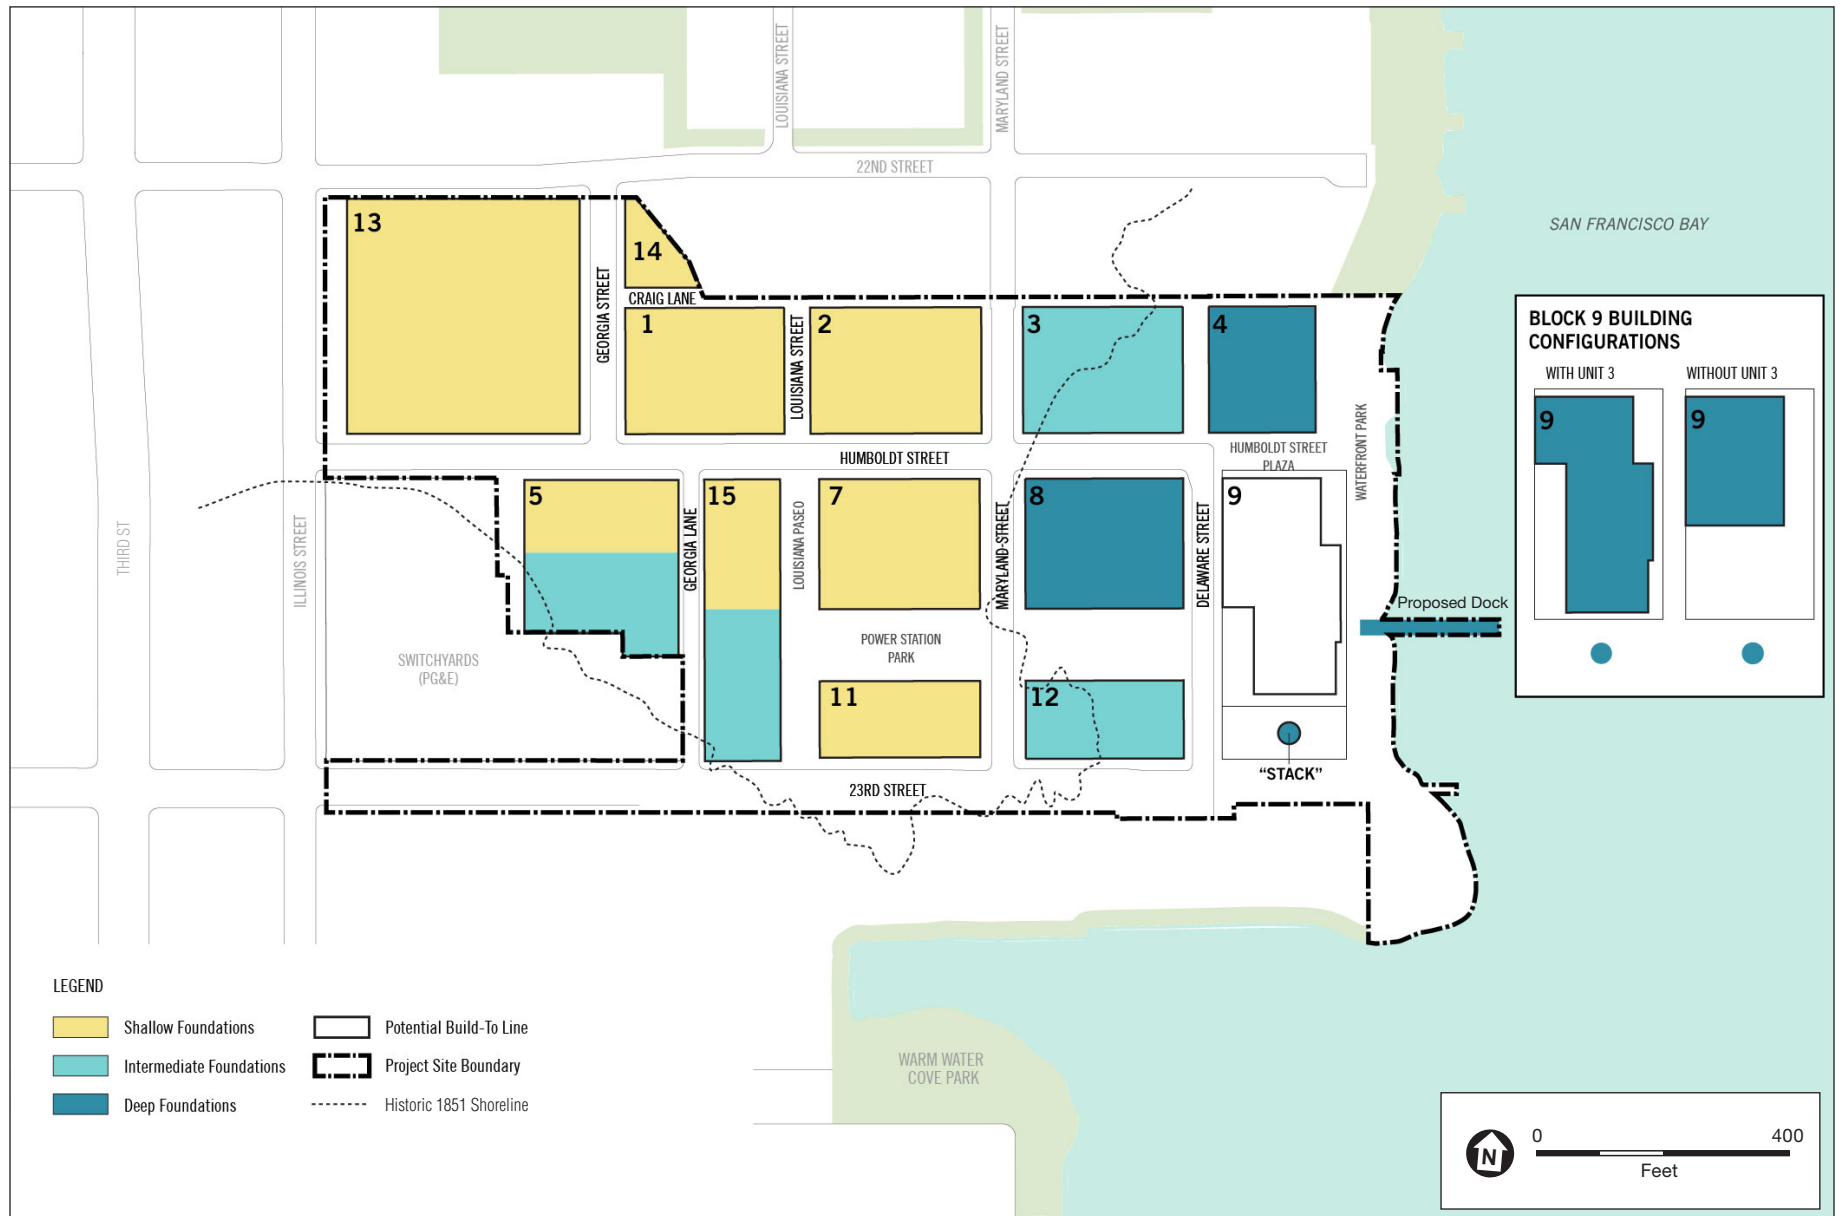 LOUISIANA STREET
MARYLAND STREET
22ND STREET
SAN FRANCISCO BAY
13
14
CRAIG LANE
GEORGIA STREET
1
LOUISIANA STREET
2
3
4
BLOCK 9 BUILDING
CONFIGURATIONS
WITH UNIT 3
WITHOUT UNIT 3
9
9
HUMBOLDT STREET
HUMBOLDT STREET
PLAZA
WATERFRONT PARK
THIRD ST
ILLINOIS STREET
5
GEORGIA LANE
15
LOUISIANA PASEO
7
MARYLAND STREET
8
DELAWARE STREET
9
Proposed Dock
SWITCHYARDS
(PG&E)
POWER STATION
PARK
11
12
"STACK"
23RD STREET
WARM WATER
COVE PARK
LEGEND
Shallow Foundations
Intermediate Foundations
Deep Foundations
Potential Build-To Line
Project Site Boundary
Historic 1851 Shoreline
N
0
400
Feet